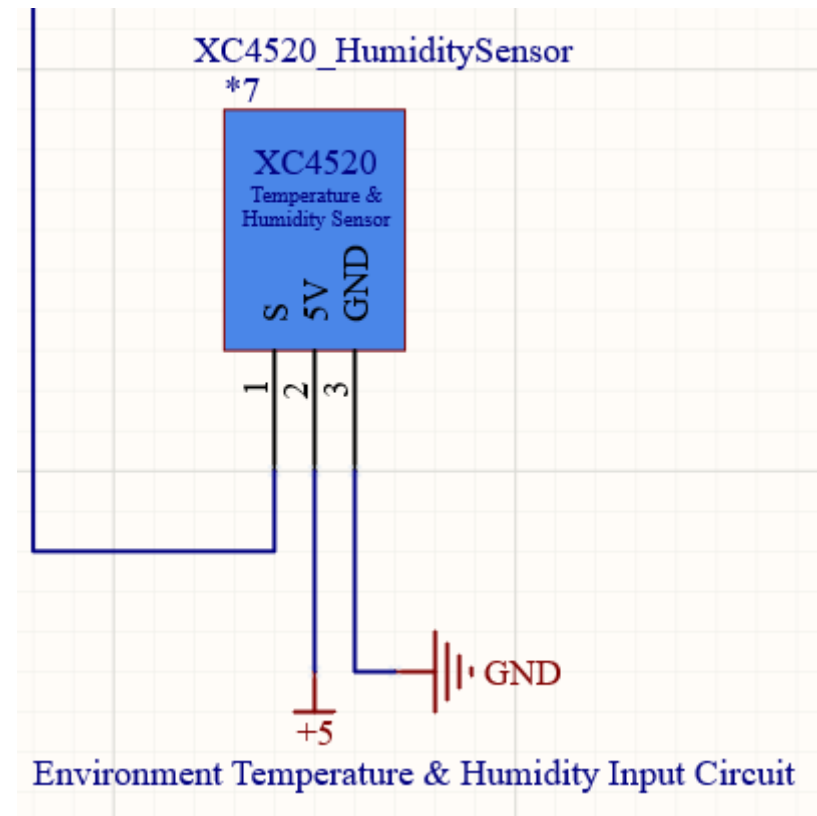 XC4520_HumiditySensor
*7
XC4520
Temperature &
Humidity Sensor
S
5V
GND
1
2
3
GND
+5
Environment Temperature & Humidity Input Circuit